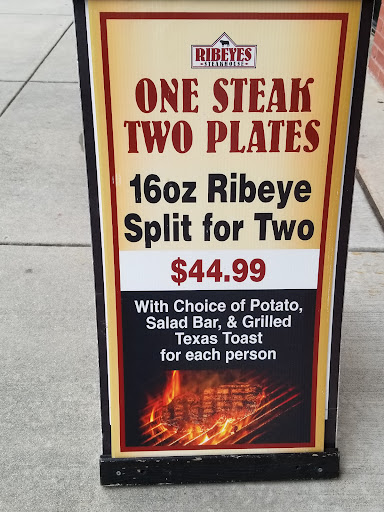 RIBEYES
STEAKHOUSE
ONE STEAK
TWO PLATES
16oz Ribeye
Split for Two
$44.99
With Choice of Potato,
Salad Bar, & Grilled
Texas Toast
for each person